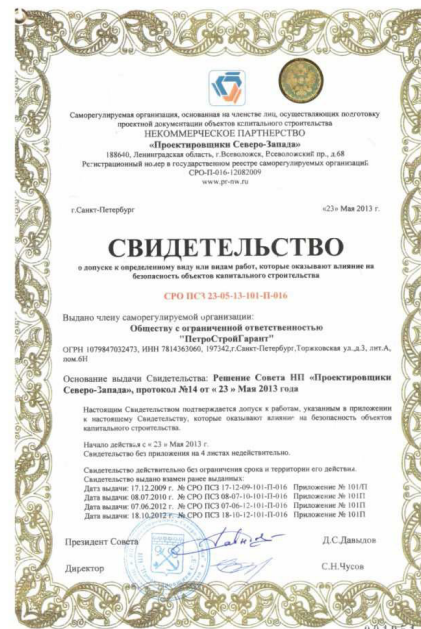 Саморегулируемая организация, основанная на членстве лиц, осуществляющих подготовку
проектной документации объектов капитального строительства
НЕКОММЕРЧЕСКОЕ ПАРТНЕРСТВО
«Проектировщики Северо-Запада»
188640, Ленинградская область, г.Всеволожск, Всеволожский пр., д.68
Регистрационный номер в государственном реестре саморегулируемых организаций
СРО-П-016-12082009
www.pr-nw.ru
г.Санкт-Петербург «23» Мая 2013 г.
СВИДЕТЕЛЬСТВО
о допуске к определенному виду или видам работ, которые оказывают влияние на
безопасность объектов капитального строительства
СРО ПСЗ 23-05-13-101-П-016
Выдано члену саморегулируемой организации:
Обществу с ограниченной ответственностью
"ПетроСтройГарант"
ОГРН 1079847032473, ИНН 7814363060, 197342, г.Санкт-Петербург,Торжковская ул.,д.3, лит.А,
пом.6Н
Основание выдачи Свидетельства: Решение Совета НП «Проектировщики
Северо-Запада», протокол №14 от « 23 » Мая 2013 года
Настоящим Свидетельством подтверждается допуск к работам, указанным в приложении
к настоящему Свидетельству, которые оказывают влияние на безопасность объектов
капитального строительства.
Начало действия с « 23 » Мая 2013 г.
Свидетельство без приложения на 4 листах недействительно.
Свидетельство действительно без ограничения срока и территории его действия.
Свидетельство выдано взамен ранее выданных:
Дата выдачи: 17.12.2009 г. № СРО ПСЗ 17-12-09-101-П-016 Приложение № 101/П
Дата выдачи: 08.07.2010 г. № СРО ПСЗ 08-07-10-101-П-016 Приложение № 101П
Дата выдачи: 07.06.2012 г. № СРО ПСЗ 07-06-12-101-П-016 Приложение № 101П
Дата выдачи: 18.10.2012 г. № СРО ПСЗ 18-10-12-101-П-016 Приложение № 101П
Президент Совета Д.С.Давыдов
Директор С.Н.Чусов